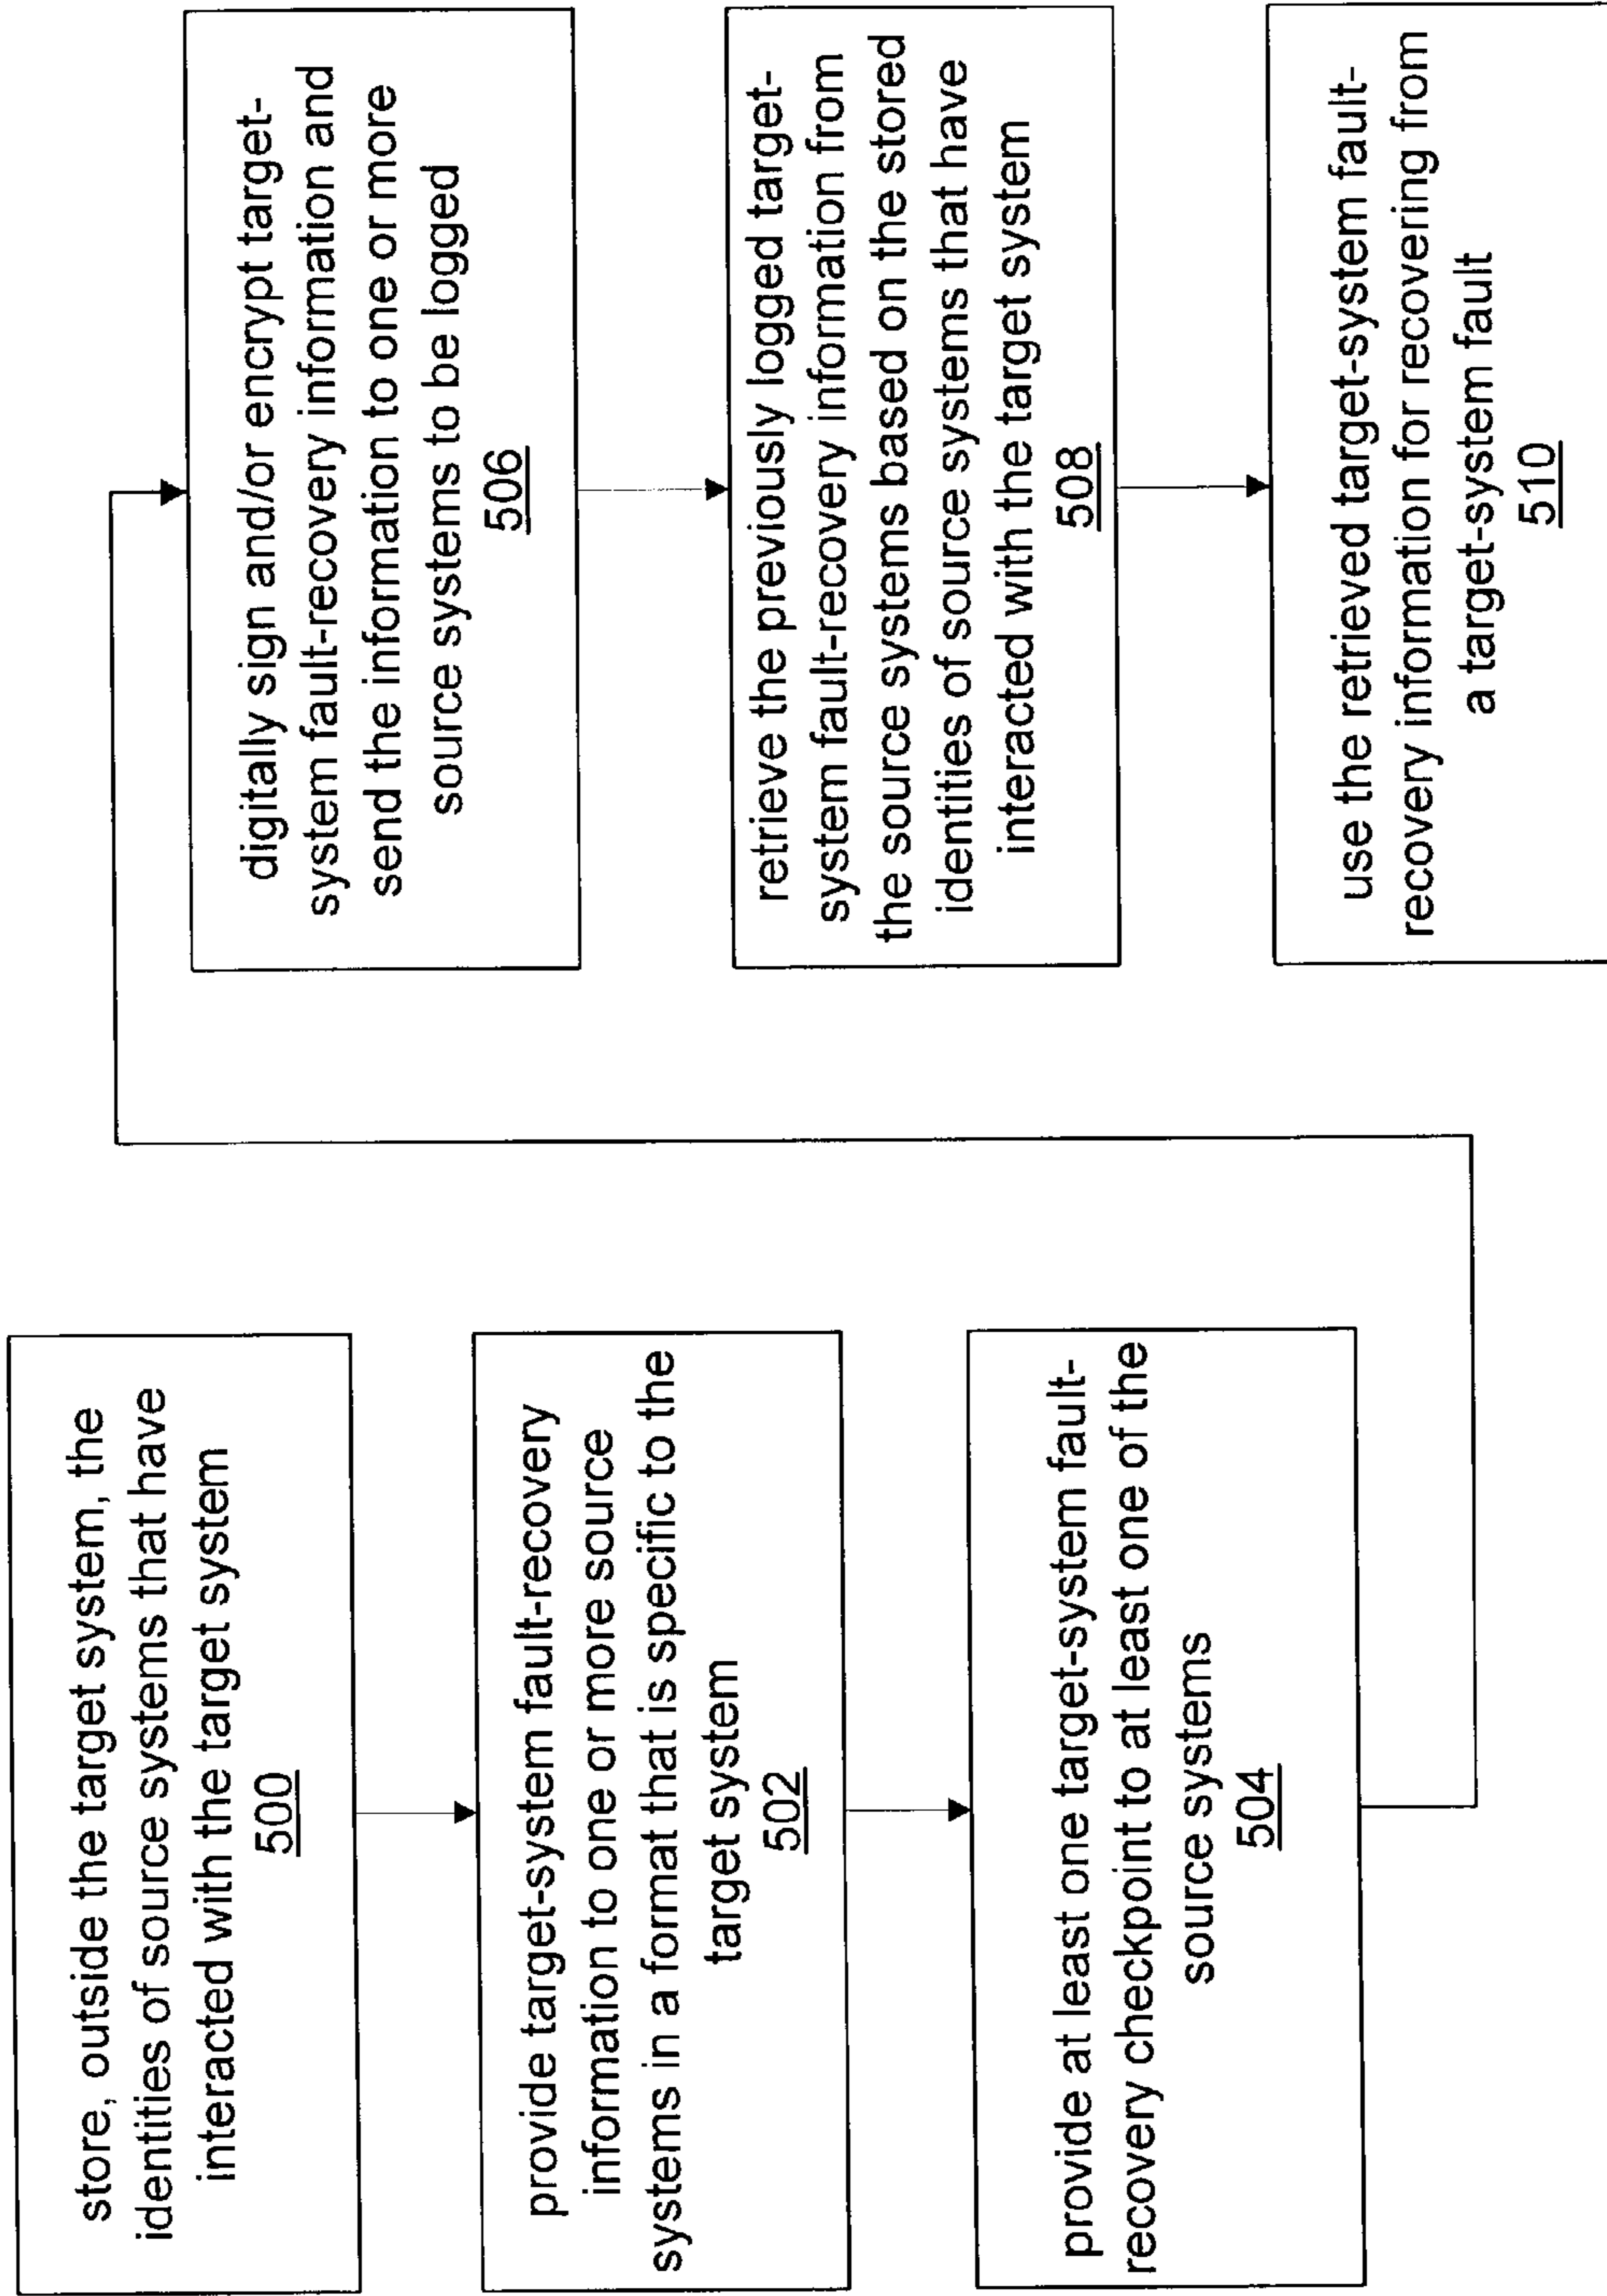 store, outside the target system, the
identities of source systems that have
interacted with the target system
500
provide target-system fault-recovery
information to one or more source
systems in a format that is specific to the
target system
502
provide at least one target-system fault-
recovery checkpoint to at least one of the
source systems
504
digitally sign and/or encrypt target-
system fault-recovery information and
send the information to one or more
source systems to be logged
506
retrieve the previously logged target-
system fault-recovery information from
the source systems based on the stored
identities of source systems that have
interacted with the target system
508
use the retrieved target-system fault-
recovery information for recovering from
a target-system fault
510